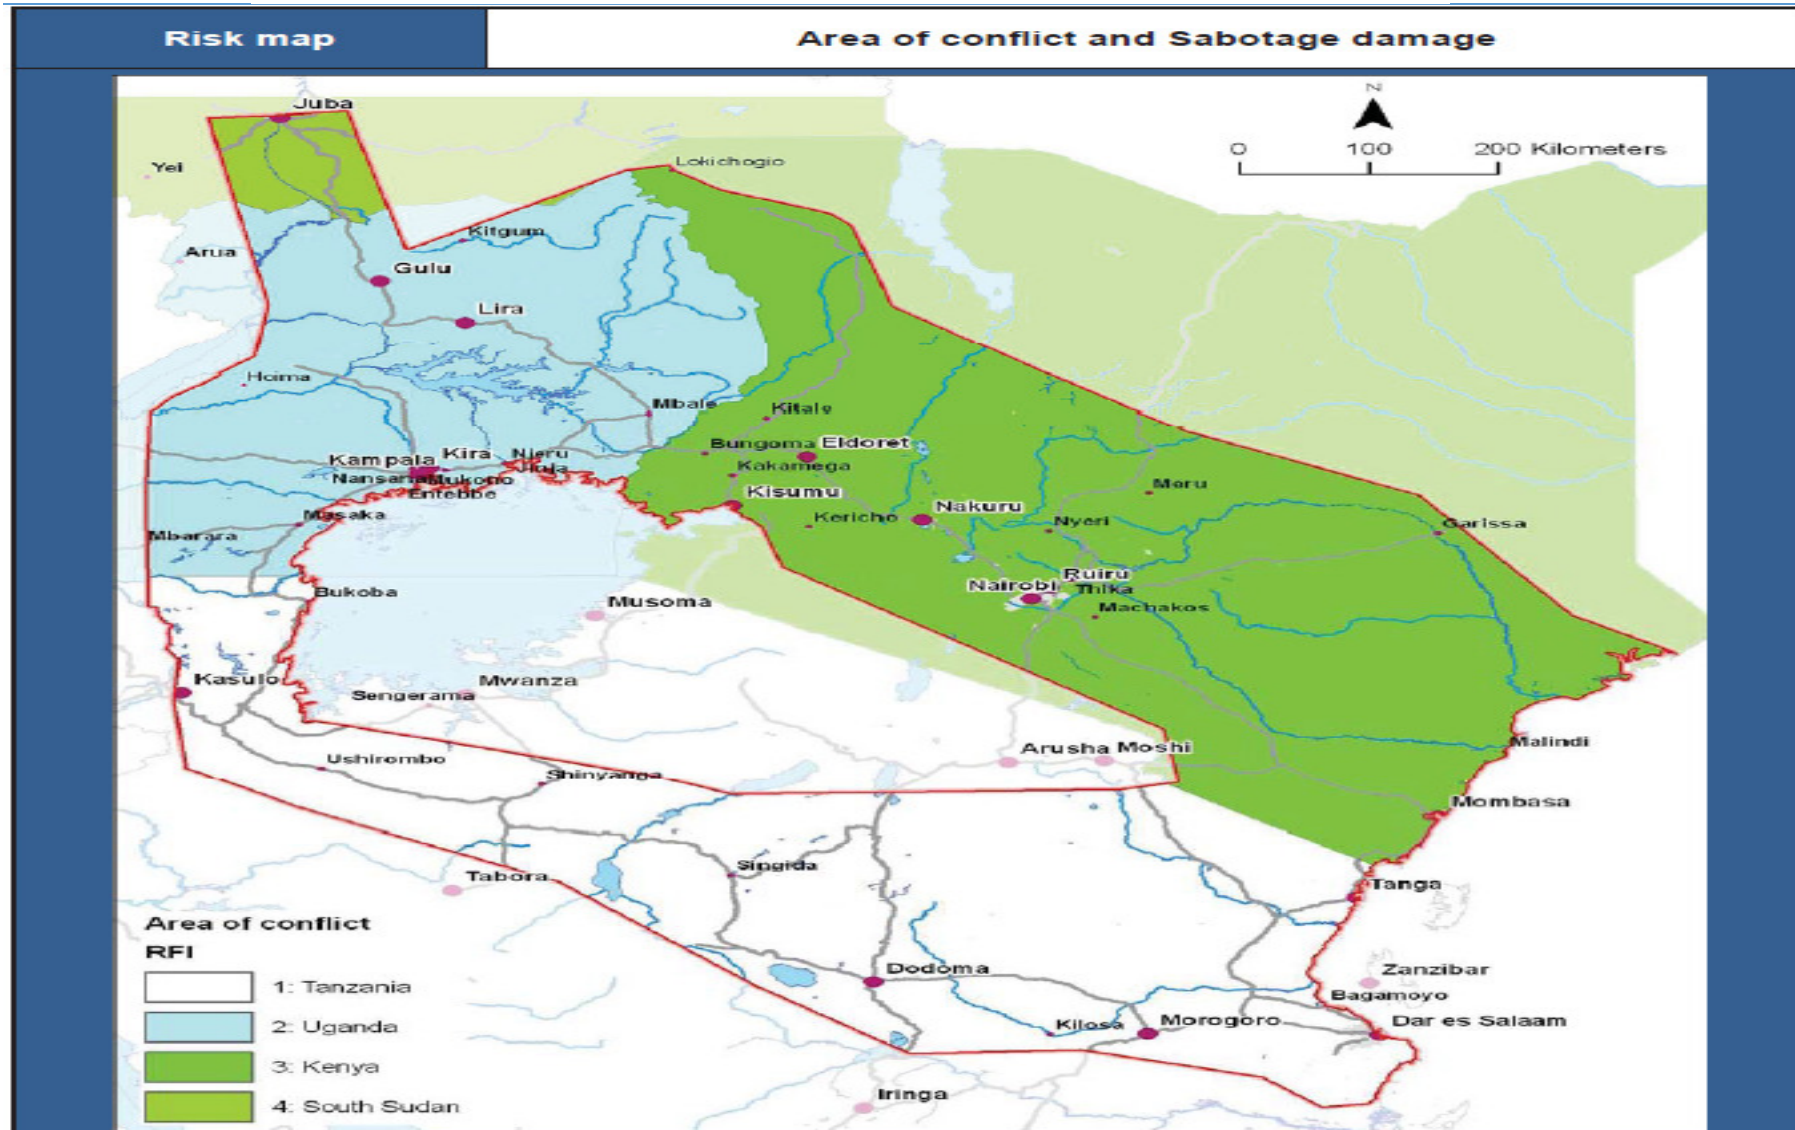 Risk map
Area of conflict and Sabotage damage
N
0 100 200 Kilometers
Juba
Yei
Lokichogio
Kitgum
Arua
Gulu
Lira
Hoima
Mbale
Kitale
Bungoma
Eldoret
Kampala
Kira
Njeru
Jinja
Kakamega
Nansana
Mukono
Entebbe
Kisumu
Meru
Masaka
Kericho
Nakuru
Nyeri
Garissa
Mbarara
Bukoba
Nairobi
Ruiru
Thika
Musoma
Machakos
Kasulo
Sengerama
Mwanza
Ushirombo
Shinyanga
Arusha
Moshi
Malindi
Mombasa
Singida
Tabora
Tanga
Dodoma
Zanzibar
Bagamoyo
Kilosa
Morogoro
Dar es Salaam
Iringa
Area of conflict
RFI
1: Tanzania
2: Uganda
3: Kenya
4: South Sudan